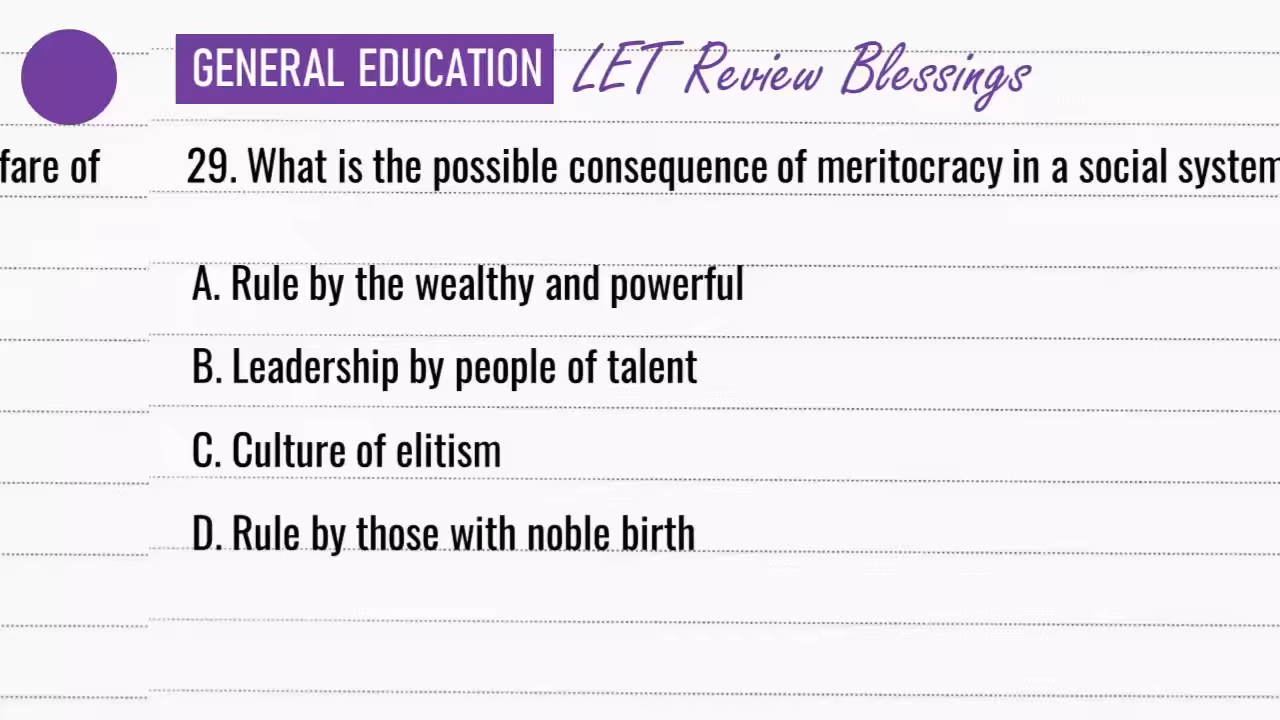 GENERAL EDUCATION LET Review Blessings
fare of
29. What is the possible consequence of meritocracy in a social system
A. Rule by the wealthy and powerful
B. Leadership by people of talent
C. Culture of elitism
D. Rule by those with noble birth